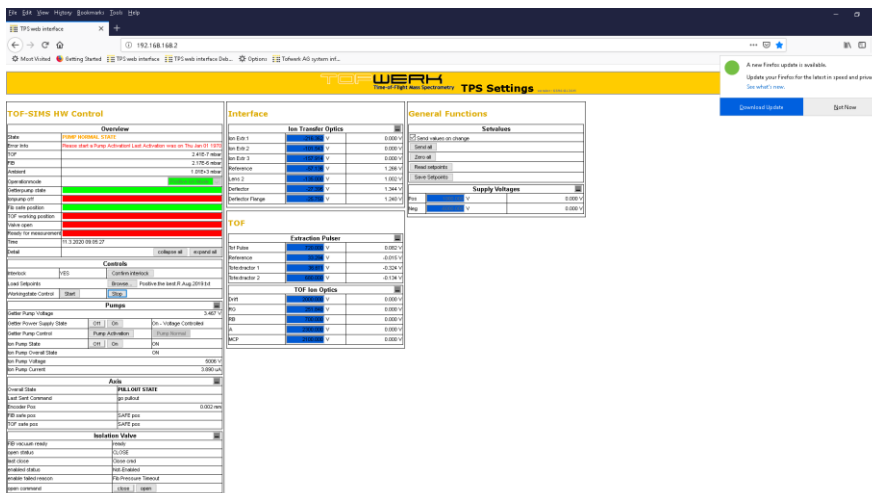 File Edit View History Bookmarks Tools Help
TPS web interface × +
192.168.168.2
Most Visited Getting Started TPS web interface TPS web interface Deb... Options Tofwerk AG system inf...
A new Firefox update is available.
Update your Firefox for the latest in speed and priva
See what's new.
Download Update Not Now
TOFWERK
Time-of-Flight Mass Spectrometry TPS Settings
TOF-SIMS HW Control
Overview
State PUMP NORMAL STATE
Error Info Please start a Pump Activation! Last Activation was on Thu Jan 01 1970
TOF 2.41E-7 mbar
FIB 2.17E-6 mbar
Ambient 1.01E+3 mbar
Operationmode
Getterpump state
Ionpump off
Fib safe position
TOF working position
Valve open
Ready for measurement
Time 11.3.2020 09:05:27
Detail collapse all expand all
Controls
Interlock YES Confirm interlock
Load Setpoints Browse... Positive.the.best.R.Aug.2019.txt
Workingstate Control Start Stop
Pumps
Getter Pump Voltage 3.467 V
Getter Power Supply State Off On On - Voltage Controlled
Getter Pump Control Pump Activation Pump Normal
Ion Pump State Off On ON
Ion Pump Overall State ON
Ion Pump Voltage 5006 V
Ion Pump Current 3.890 uA
Axis
Overall State PULLOUT STATE
Last Sent Command go pullout
Encoder Pos 0.002 mm
FIB safe pos SAFE pos
TOF safe pos SAFE pos
Isolation Valve
FIB vacuum ready ready
open status CLOSE
last close Close cmd
enabled status Not-Enabled
enable failed reason Fib Pressure Timeout
open command close open
Interface
Ion Transfer Optics
Ion Extr 1 V 0.000 V
Ion Extr 2 V 0.000 V
Ion Extr 3 V 0.000 V
Reference V 1.266 V
Lens 2 V 1.002 V
Deflector V 1.344 V
Deflector Flange V 1.240 V
TOF
Extraction Pulser
Tof Pulse V 0.082 V
Reference V -0.015 V
Tofextractor 1 V -0.324 V
Tofextractor 2 V -0.134 V
TOF Ion Optics
Drift V 0.000 V
RG V 0.000 V
RB V 0.000 V
A V 0.000 V
MCP V 0.000 V
General Functions
Setvalues
Send values on change
Send all
Zero all
Read setpoints
Save Setpoints
Supply Voltages
Pos V 0.000 V
Neg V 0.000 V